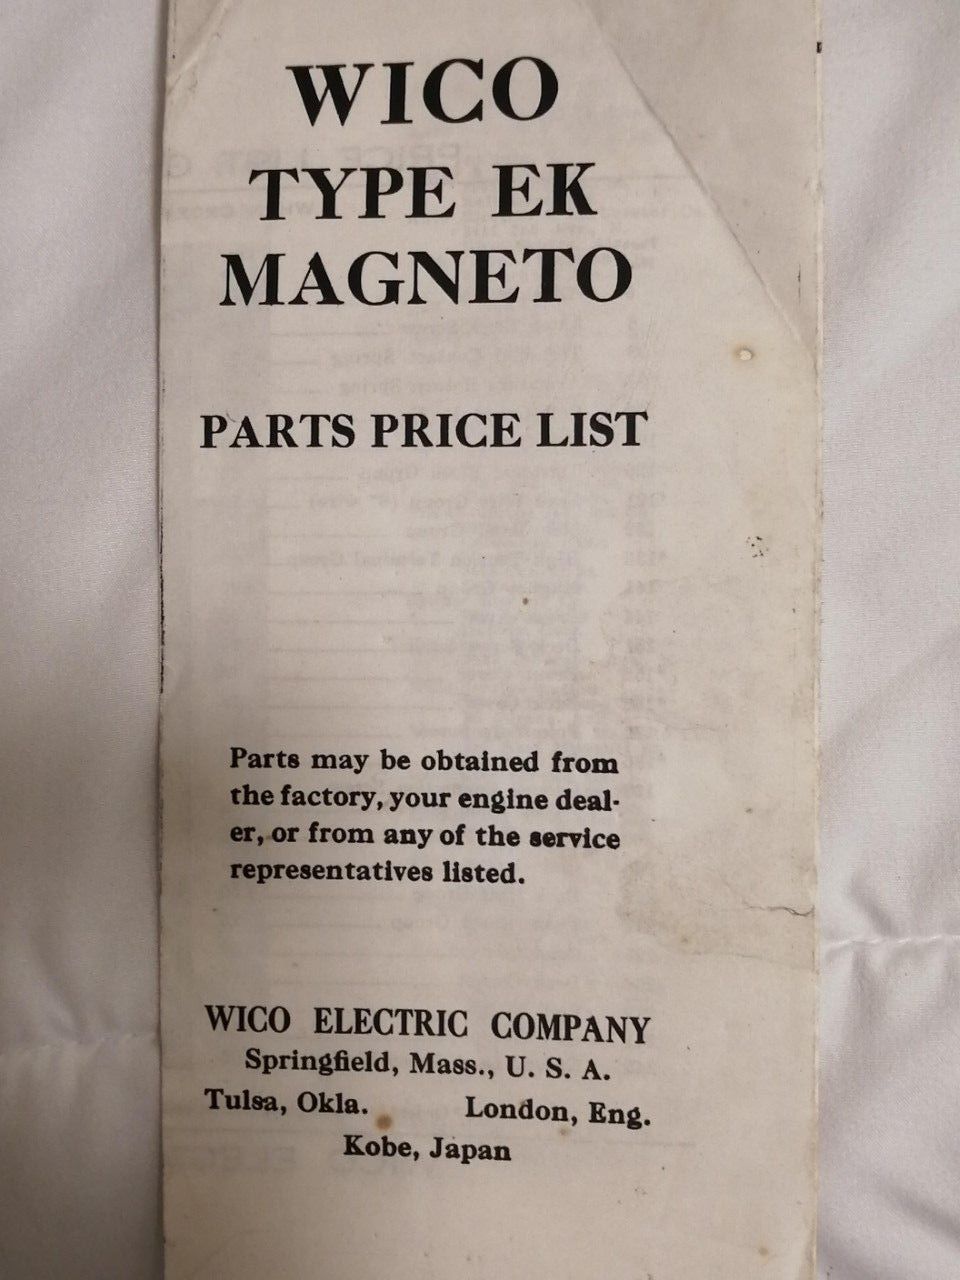 WICO
TYPE EK
MAGNETO
PARTS PRICE LIST
Parts may be obtained from
the factory, your engine deal-
er, or from any of the service
representatives listed.
WICO ELECTRIC COMPANY
Springfield, Mass., U. S. A.
Tulsa, Okla. London, Eng.
Kobe, Japan